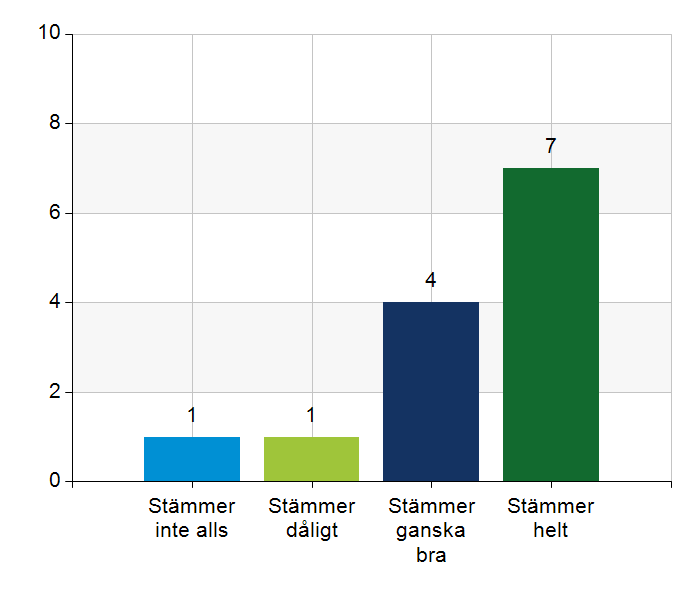 10
8
6
4
2
0
1
1
4
7
Stämmer
inte alls
Stämmer
dåligt
Stämmer
ganska
bra
Stämmer
helt